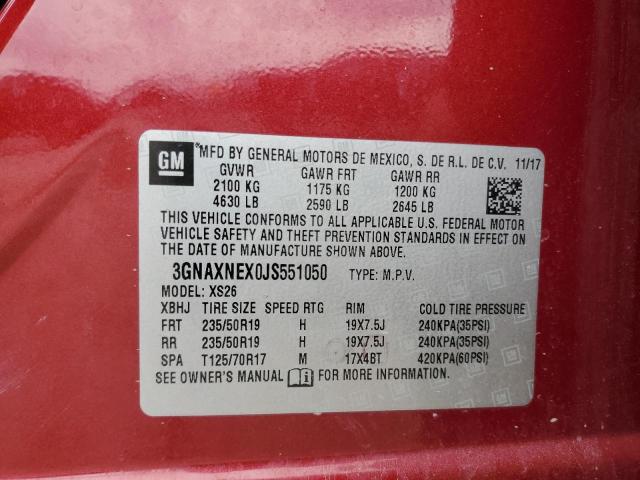 GM
*MFD BY GENERAL MOTORS DE MEXICO, S. DE R.L. DE C.V. 11/17
GVWR GAWR FRT GAWR RR
2100 KG 1175 KG 1200 KG
4630 LB 2590 LB 2645 LB
THIS VEHICLE CONFORMS TO ALL APPLICABLE U.S. FEDERAL MOTOR
VEHICLE SAFETY AND THEFT PREVENTION STANDARDS IN EFFECT ON
THE DATE OF MANUFACTURE SHOWN ABOVE.
3GNAXNEX0JS551050 TYPE: M.P.V.
MODEL: XS26
XBHJ TIRE SIZE SPEED RTG RIM COLD TIRE PRESSURE
FRT 235/50R19 H 19X7.5J 240KPA(35PSI)
RR 235/50R19 H 19X7.5J 240KPA(35PSI)
SPA T125/70R17 M 17X4BT 420KPA(60PSI)
SEE OWNER'S MANUAL FOR MORE INFORMATION.